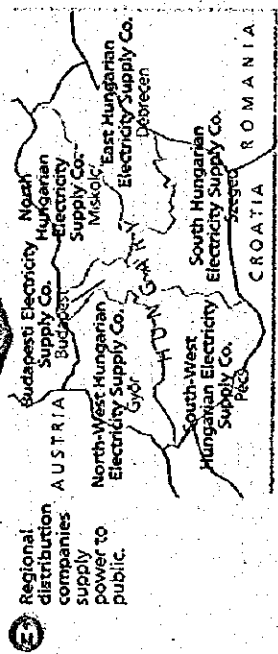 Regional
distribution
companies
supply
power to
public.
AUSTRIA
Budapesti Electricity
Supply Co.
Budapest
North
Hungarian
Electricity
Supply Co.
Miskolc
East Hungarian
Electricity Supply Co.
Debrecen
North-West Hungarian
Electricity Supply Co.
Györ
HUNGARY
South-West
Hungarian Electricity
Supply Co.
Pecs
South Hungarian
Electricity Supply Co.
Szeged
CROATIA
ROMANIA